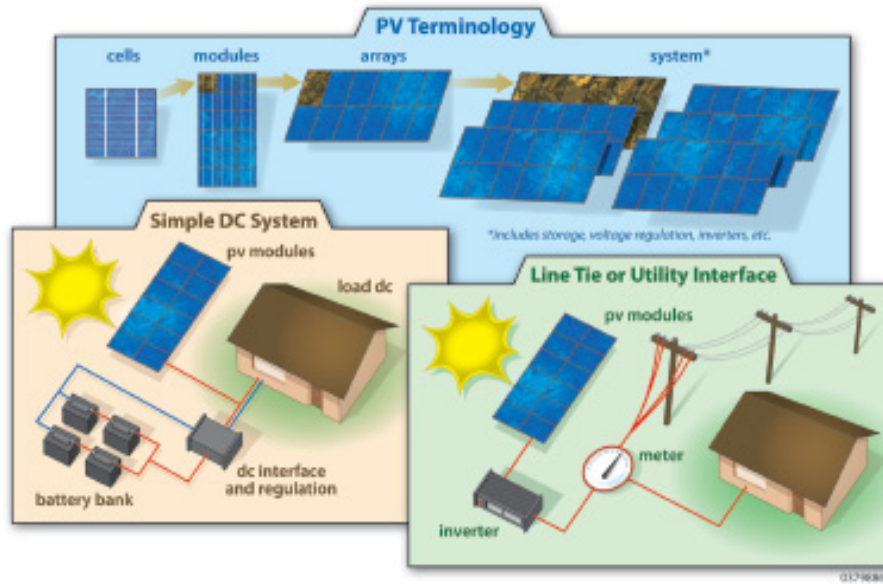 PV Terminology
cells
modules
arrays
system*
*includes storage, voltage regulation, inverters, etc.
Simple DC System
pv modules
load dc
dc interface
and regulation
battery bank
Line Tie or Utility Interface
pv modules
meter
inverter